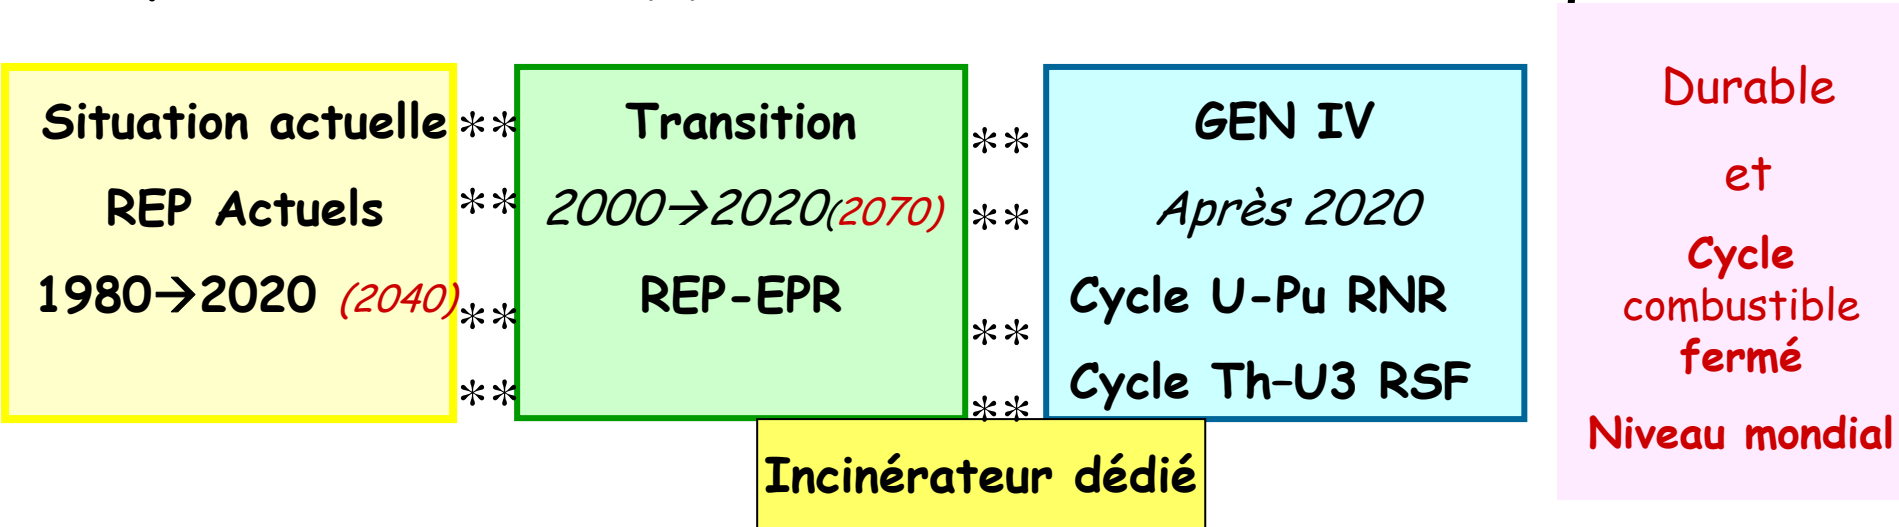 Situation actuelle
REP Actuels
1980→2020 (2040)
**
**
**
**
Transition
2000→2020(2070)
REP-EPR
**
**
**
**
GEN IV
Après 2020
Cycle U-Pu RNR
Cycle Th–U3 RSF
Incinérateur dédié
Durable
et
Cycle
combustible
fermé
Niveau mondial